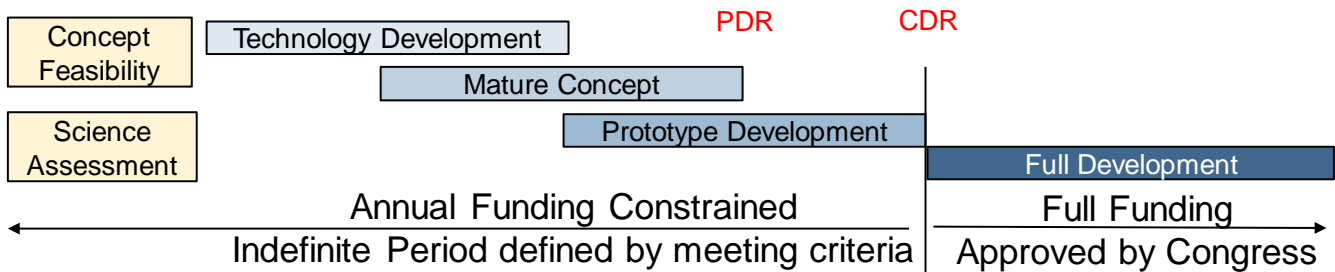 PDR
CDR
Concept
Feasibility
Technology Development
Mature Concept
Science
Assessment
Prototype Development
Full Development
Annual Funding Constrained
Indefinite Period defined by meeting criteria
Full Funding
Approved by Congress